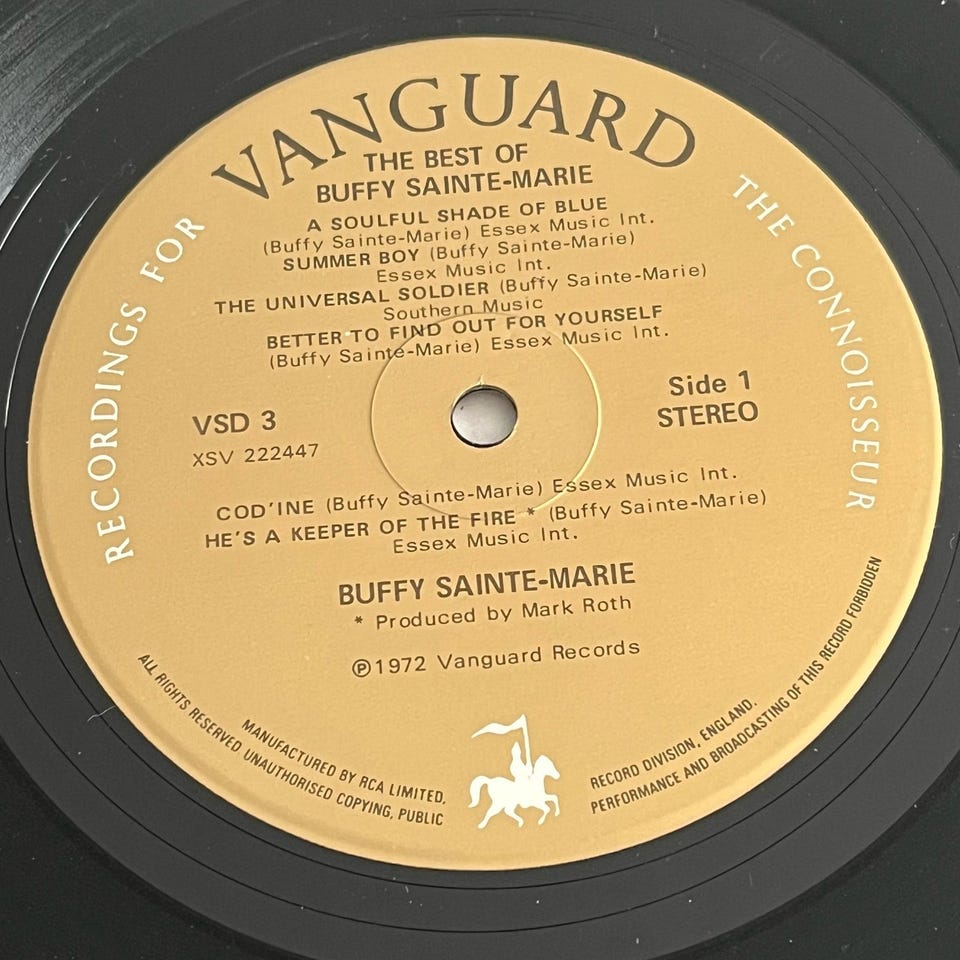 VANGUARD
RECORDINGS FOR
THE CONNOISSEUR
THE BEST OF
BUFFY SAINTE-MARIE
A SOULFUL SHADE OF BLUE
(Buffy Sainte-Marie) Essex Music Int.
SUMMER BOY (Buffy Sainte-Marie)
Essex Music Int.
THE UNIVERSAL SOLDIER (Buffy Sainte-Marie)
Southern Music
BETTER TO FIND OUT FOR YOURSELF
(Buffy Sainte-Marie) Essex Music Int.
VSD 3
XSV 222447
Side 1
STEREO
COD'INE (Buffy Sainte-Marie) Essex Music Int.
HE'S A KEEPER OF THE FIRE * (Buffy Sainte-Marie)
Essex Music Int.
BUFFY SAINTE-MARIE
* Produced by Mark Roth
℗1972 Vanguard Records
MANUFACTURED BY RCA LIMITED, RECORD DIVISION, ENGLAND.
ALL RIGHTS RESERVED UNAUTHORISED COPYING, PUBLIC PERFORMANCE AND BROADCASTING OF THIS RECORD FORBIDDEN